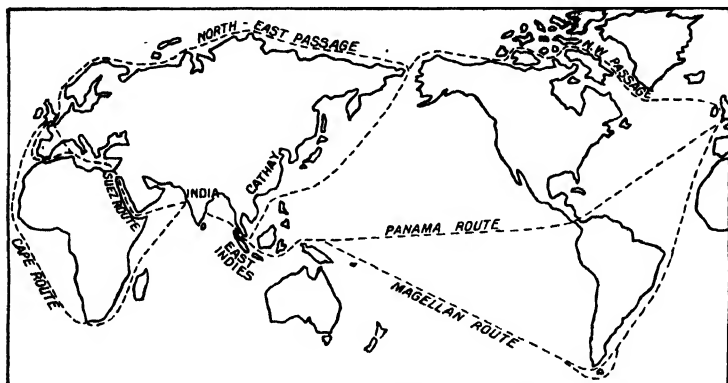 NORTH-EAST PASSAGE
N.W. PASSAGE
CATHAY
INDIA
SUEZ ROUTE
EAST
INDIES
CAPE ROUTE
PANAMA ROUTE
MAGELLAN ROUTE